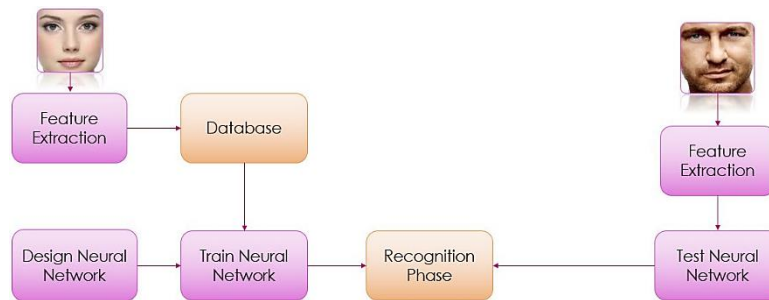 Feature
Extraction
Database
Feature
Extraction
Design Neural
Network
Train Neural
Network
Recognition
Phase
Test Neural
Network